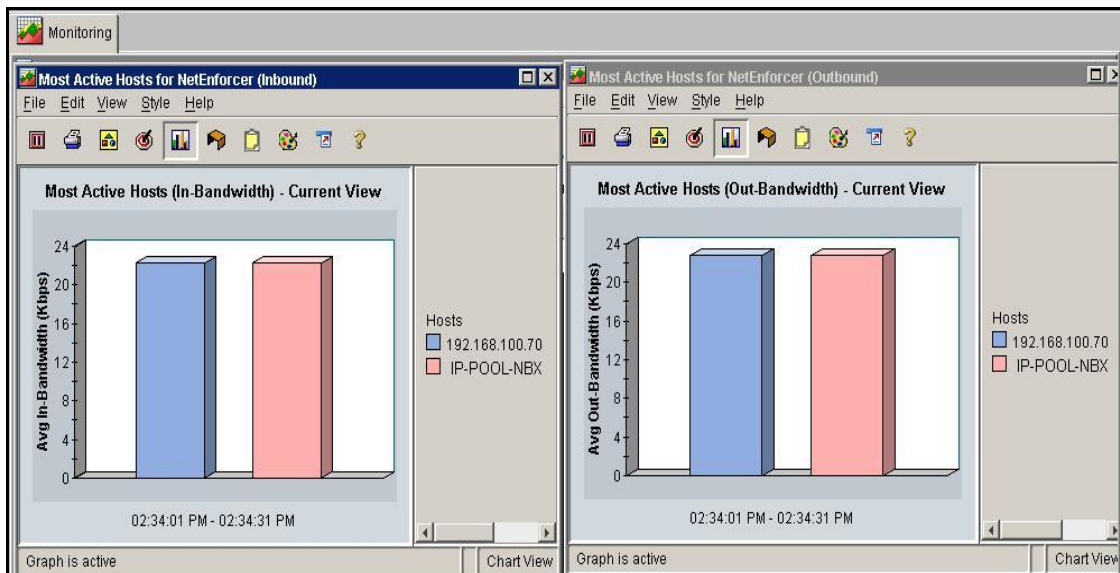 Monitoring
Most Active Hosts for NetEnforcer (Inbound)
File Edit View Style Help
Most Active Hosts (In-Bandwidth) - Current View
Avg In-Bandwidth (Kbps)
24
20
16
12
8
4
0
02:34:01 PM - 02:34:31 PM
Hosts
192.168.100.70
IP-POOL-NBX
Graph is active
Chart View
Most Active Hosts for NetEnforcer (Outbound)
File Edit View Style Help
Most Active Hosts (Out-Bandwidth) - Current View
Avg Out-Bandwidth (Kbps)
24
20
16
12
8
4
0
02:34:01 PM - 02:34:31 PM
Hosts
192.168.100.70
IP-POOL-NBX
Graph is active
Chart View